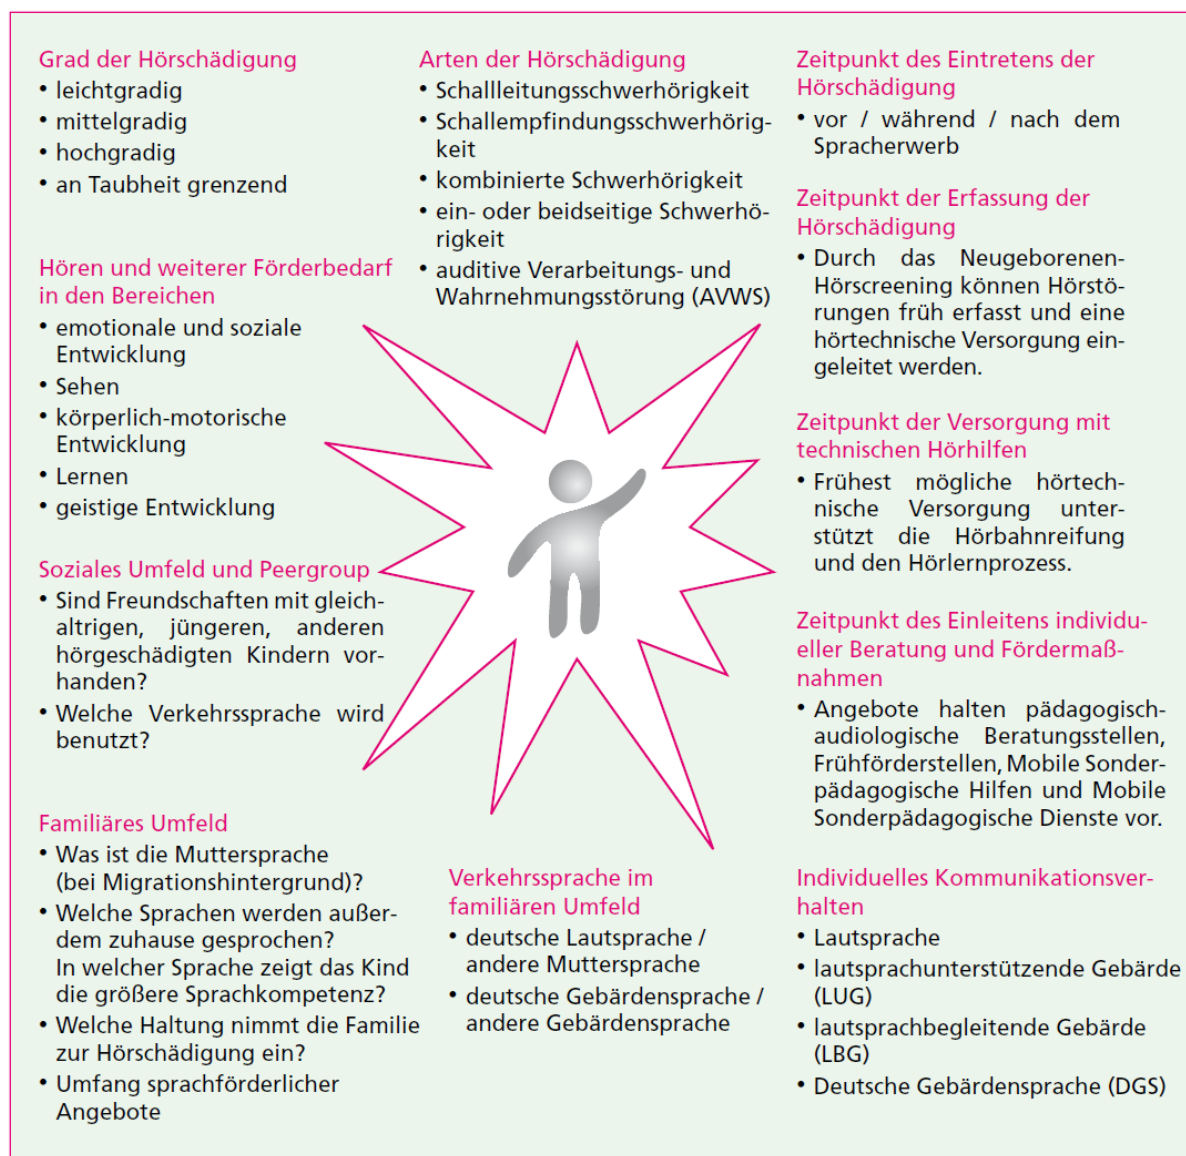 Grad der Hörschädigung
• leichtgradig
• mittelgradig
• hochgradig
• an Taubheit grenzend
Hören und weiterer Förderbedarf
in den Bereichen
• emotionale und soziale
Entwicklung
• Sehen
• körperlich-motorische
Entwicklung
• Lernen
• geistige Entwicklung
Soziales Umfeld und Peergroup
• Sind Freundschaften mit gleich-
altrigen, jüngeren, anderen
hörgeschädigten Kindern vor-
handen?
• Welche Verkehrssprache wird
benutzt?
Familiäres Umfeld
• Was ist die Muttersprache
(bei Migrationshintergrund)?
• Welche Sprachen werden außer-
dem zuhause gesprochen?
In welcher Sprache zeigt das Kind
die größere Sprachkompetenz?
• Welche Haltung nimmt die Familie
zur Hörschädigung ein?
• Umfang sprachförderlicher
Angebote
Arten der Hörschädigung
• Schallleitungsschwerhörigkeit
• Schallempfindungsschwerhörig-
keit
• kombinierte Schwerhörigkeit
• ein- oder beidseitige Schwerhö-
rigkeit
• auditive Verarbeitungs- und
Wahrnehmungsstörung (AVWS)
Verkehrssprache im
familiären Umfeld
• deutsche Lautsprache /
andere Muttersprache
• deutsche Gebärdensprache /
andere Gebärdensprache
Zeitpunkt des Eintretens der
Hörschädigung
• vor / während / nach dem
Spracherwerb
Zeitpunkt der Erfassung der
Hörschädigung
• Durch das Neugeborenen-
Hörscreening können Hörstö-
rungen früh erfasst und eine
hörtechnische Versorgung ein-
geleitet werden.
Zeitpunkt der Versorgung mit
technischen Hörhilfen
• Frühest mögliche hörtech-
nische Versorgung unter-
stützt die Hörbahnreifung
und den Hörlernprozess.
Zeitpunkt des Einleitens individu-
eller Beratung und Fördermaß-
nahmen
• Angebote halten pädagogisch-
audiologische Beratungsstellen,
Frühförderstellen, Mobile Sonder-
pädagogische Hilfen und Mobile
Sonderpädagogische Dienste vor.
Individuelles Kommunikationsver-
halten
• Lautsprache
• lautsprachunterstützende Gebärde
(LUG)
• lautsprachbegleitende Gebärde
(LBG)
• Deutsche Gebärdensprache (DGS)